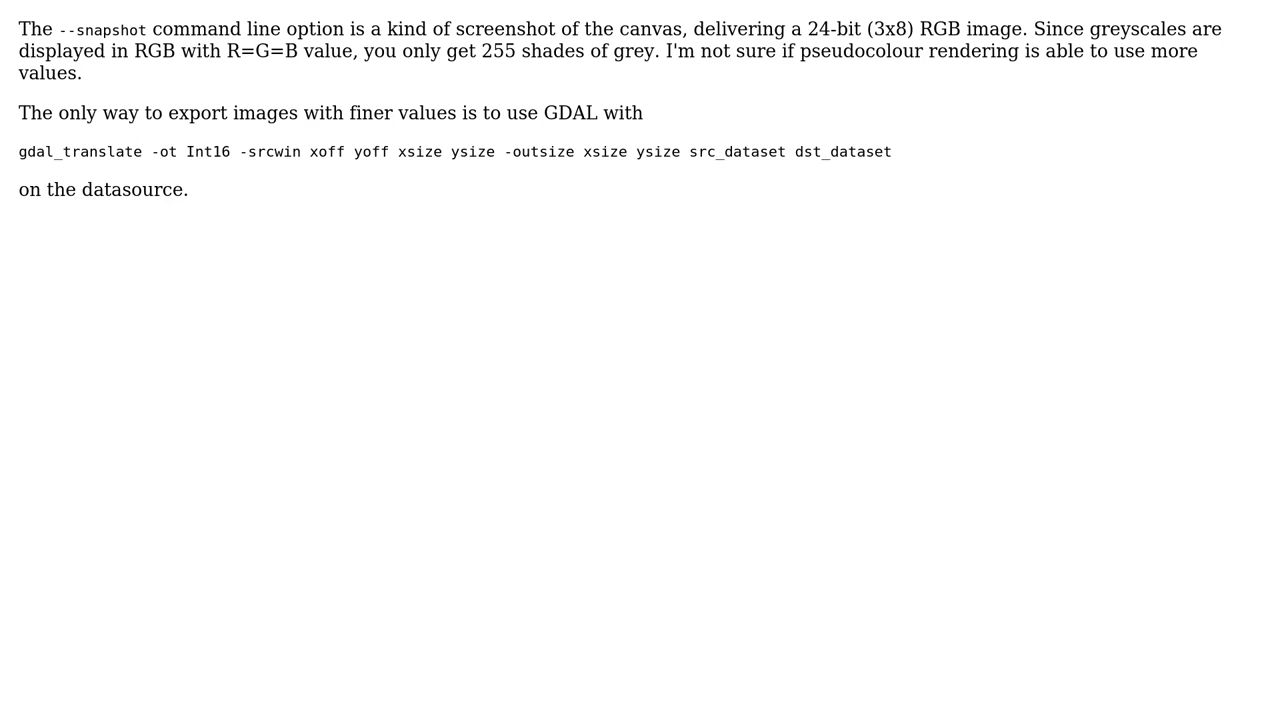 The --snapshot command line option is a kind of screenshot of the canvas, delivering a 24-bit (3x8) RGB image. Since greyscales are
displayed in RGB with R=G=B value, you only get 255 shades of grey. I'm not sure if pseudocolour rendering is able to use more
values.
The only way to export images with finer values is to use GDAL with
gdal_translate -ot Int16 -srcwin xoff yoff xsize ysize -outsize xsize ysize src_dataset dst_dataset
on the datasource.